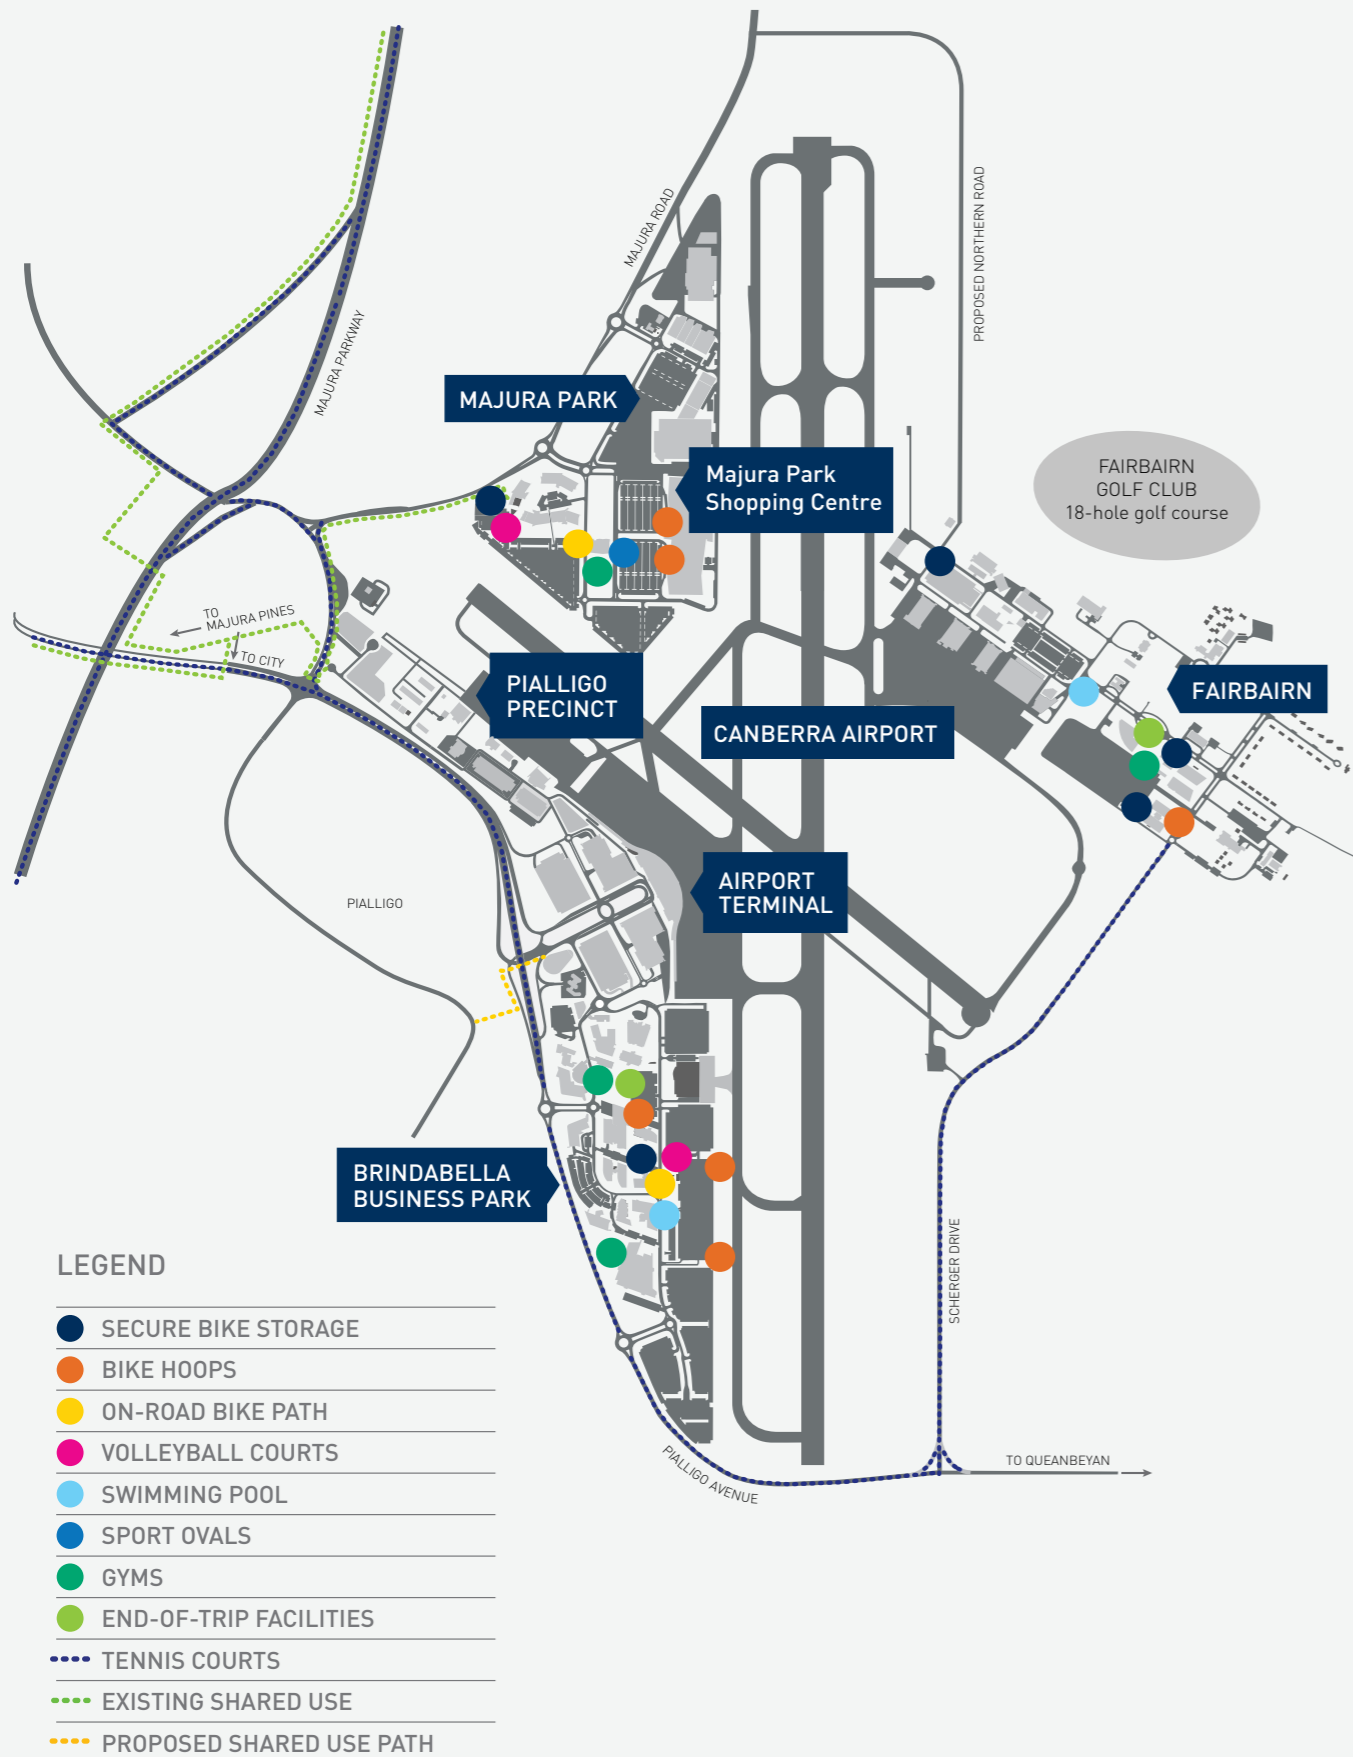 MAJURA ROAD
PROPOSED NORTHERN ROAD
MAJURA PARKWAY
MAJURA PARK
Majura Park
Shopping Centre
FAIRBAIRN
GOLF CLUB
18-hole golf course
TO
MAJURA PINES
TO CITY
PIALLIGO
PRECINCT
FAIRBAIRN
CANBERRA AIRPORT
AIRPORT
TERMINAL
PIALLIGO
BRINDABELLA
BUSINESS PARK
SCHERGER DRIVE
PIALLIGO AVENUE
TO QUEANBEYAN
LEGEND
SECURE BIKE STORAGE
BIKE HOOPS
ON-ROAD BIKE PATH
VOLLEYBALL COURTS
SWIMMING POOL
SPORT OVALS
GYMS
END-OF-TRIP FACILITIES
TENNIS COURTS
EXISTING SHARED USE
PROPOSED SHARED USE PATH